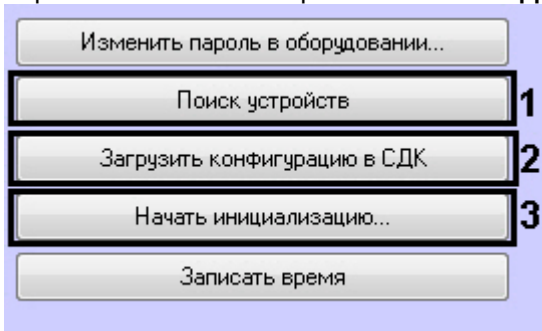 Изменить пароль в оборудовании...
Поиск устройств
1
Загрузить конфигурацию в СДК
2
Начать инициализацию...
3
Записать время